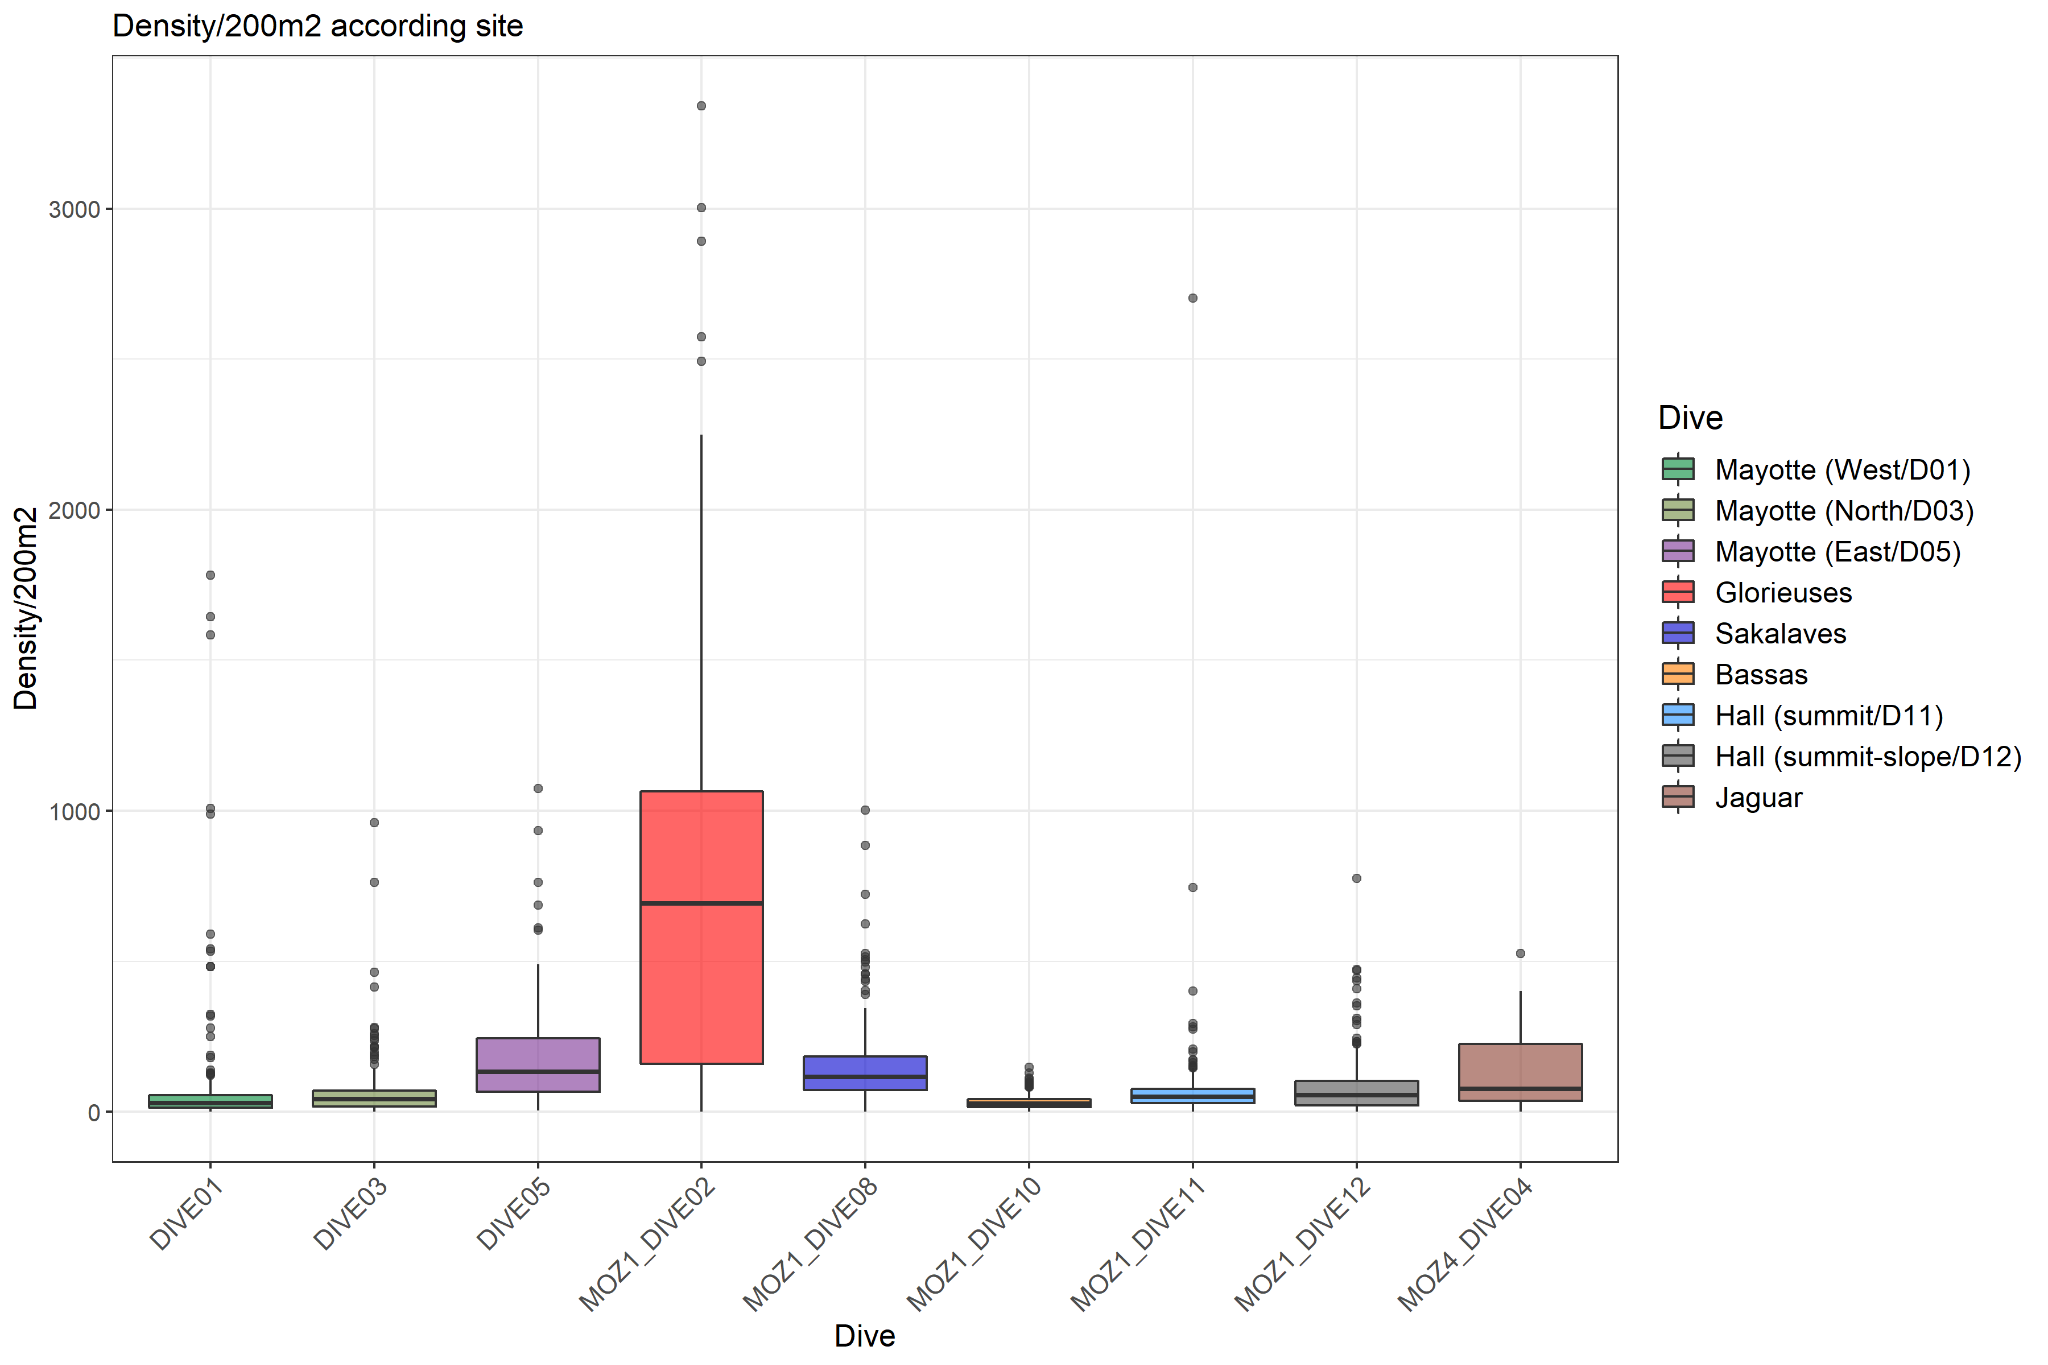 Density/200m2 according site
Density/200m2
3000
2000
1000
0
DIVE01
DIVE03
DIVE05
MOZ1_DIVE02
MOZ1_DIVE08
MOZ1_DIVE10
MOZ1_DIVE11
MOZ1_DIVE12
MOZ4_DIVE04
Dive
Dive
Mayotte (West/D01)
Mayotte (North/D03)
Mayotte (East/D05)
Glorieuses
Sakalaves
Bassas
Hall (summit/D11)
Hall (summit-slope/D12)
Jaguar